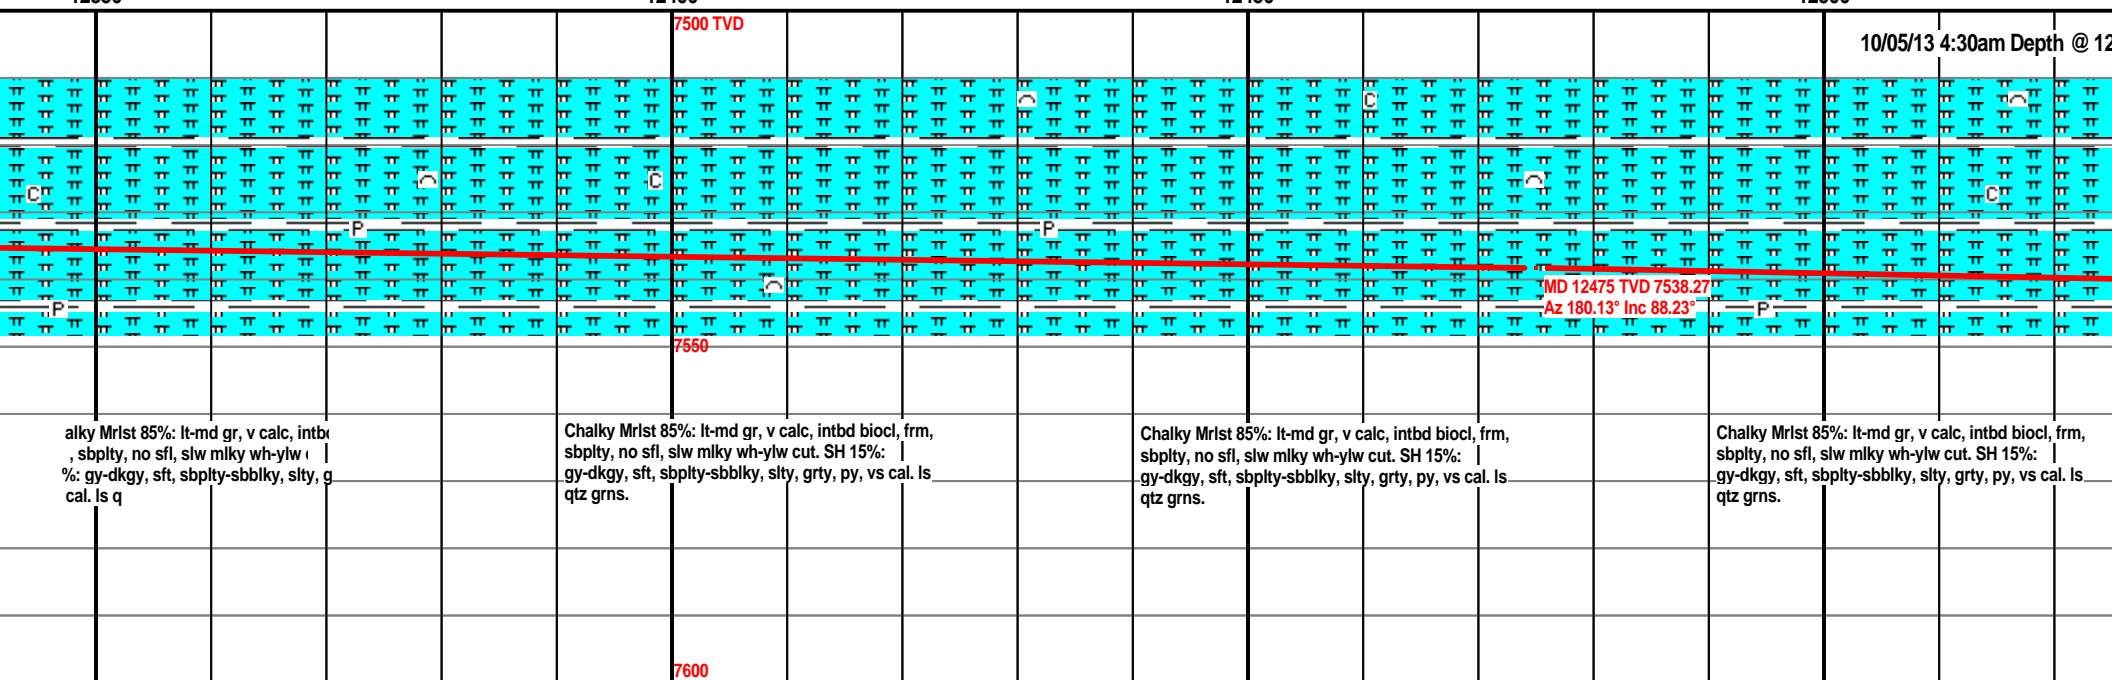 7500 TVD
10/05/13 4:30am Depth @ 12
C
C
C
C
P
P
P
P
MD 12475 TVD 7538.27
Az 180.13° Inc 88.23°
7550
alky Mrlst 85%: lt-md gr, v calc, intbd
, sbplty, no sfl, slw mlky wh-ylw
%: gy-dkgy, sft, sbplty-sbblky, slty, g
cal. ls q
Chalky Mrlst 85%: lt-md gr, v calc, intbd biocl, frm,
sbplty, no sfl, slw mlky wh-ylw cut. SH 15%:
gy-dkgy, sft, sbplty-sbblky, slty, grty, py, vs cal. ls
qtz grns.
Chalky Mrlst 85%: lt-md gr, v calc, intbd biocl, frm,
sbplty, no sfl, slw mlky wh-ylw cut. SH 15%:
gy-dkgy, sft, sbplty-sbblky, slty, grty, py, vs cal. ls
qtz grns.
Chalky Mrlst 85%: lt-md gr, v calc, intbd biocl, frm,
sbplty, no sfl, slw mlky wh-ylw cut. SH 15%:
gy-dkgy, sft, sbplty-sbblky, slty, grty, py, vs cal. ls
qtz grns.
7600